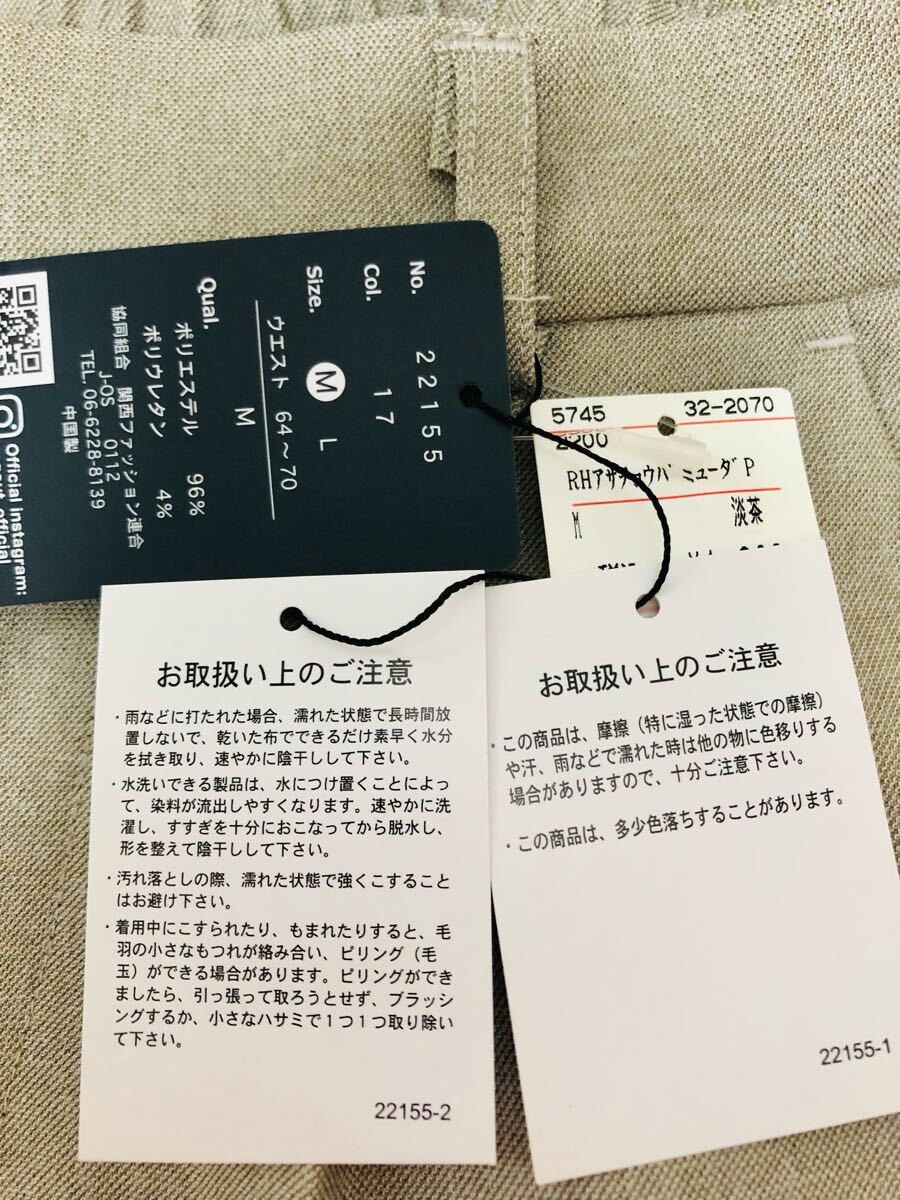 No. 22155
Col. 17
Size. M L
ウエスト 64～70
M
Qual.
ポリエステル 96%
ポリウレタン 4%
協同組合 関西ファッション連合
J-OS 0112
TEL.06-6228-8139
中国製
Official instagram:
5745 32-2070
2200
RHアサチョウバミューダP
M 淡茶
お取扱い上のご注意
・雨などに打たれた場合、濡れた状態で長時間放
置しないで、乾いた布でできるだけ素早く水分
を拭き取り、速やかに陰干しして下さい。
・水洗いできる製品は、水につけ置くことによっ
て、染料が流出しやすくなります。速やかに洗
濯し、すすぎを十分におこなってから脱水し、
形を整えて陰干しして下さい。
・汚れ落としの際、濡れた状態で強くこすること
はお避け下さい。
・着用中にこすられたり、もまれたりすると、毛
羽の小さなもつれが絡み合い、ピリング（毛
玉）ができる場合があります。ピリングができ
ましたら、引っ張って取ろうとせず、ブラッシ
ングするか、小さなハサミで1つ1つ取り除い
て下さい。
22155-2
お取扱い上のご注意
・この商品は、摩擦（特に湿った状態での摩擦）
や汗、雨などで濡れた時は他の物に色移りする
場合がありますので、十分ご注意下さい。
・この商品は、多少色落ちすることがあります。
22155-1